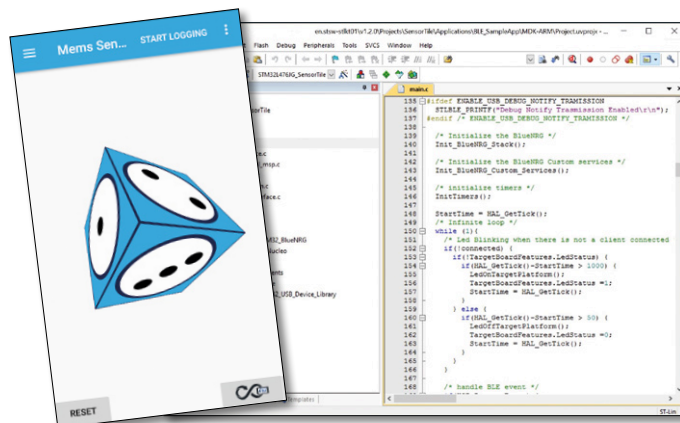 Mems Sen... START LOGGING
RESET
en.stsw-stlkt01\v1.2.0\Projects\SensorTile\Applications\BLE_SampleApp\MDK-ARM\Project.uvprojx - ...
Flash Debug Peripherals Tools SVCS Window Help
STM32L476JG_SensorTile
main.c
135 #ifdef ENABLE_USB_DEBUG_NOTIFY_TRAMISSION
136 STLBLE_PRINTF("Debug Notify Trasmission Enabled\r\n");
137 #endif /* ENABLE_USB_DEBUG_NOTIFY_TRAMISSION */
138
139 /* Initialize the BlueNRG */
140 Init_BlueNRG_Stack();
141
142 /* Initialize the BlueNRG Custom services */
143 Init_BlueNRG_Custom_Services();
144
145 /* initialize timers */
146 InitTimers();
147
148 StartTime = HAL_GetTick();
149 /* Infinite loop */
150 while (1){
151 /* Led Blinking when there is not a client connected
152 if(!connected) {
153 if(!TargetBoardFeatures.LedStatus) {
154 if(HAL_GetTick()-StartTime > 1000) {
155 LedOnTargetPlatform();
156 TargetBoardFeatures.LedStatus =1;
157 StartTime = HAL_GetTick();
158 }
159 } else {
160 if(HAL_GetTick()-StartTime > 50) {
161 LedOffTargetPlatform();
162 TargetBoardFeatures.LedStatus =0;
163 StartTime = HAL_GetTick();
164 }
165 }
166 }
167
168 /* handle BLE event */
ST-Lin